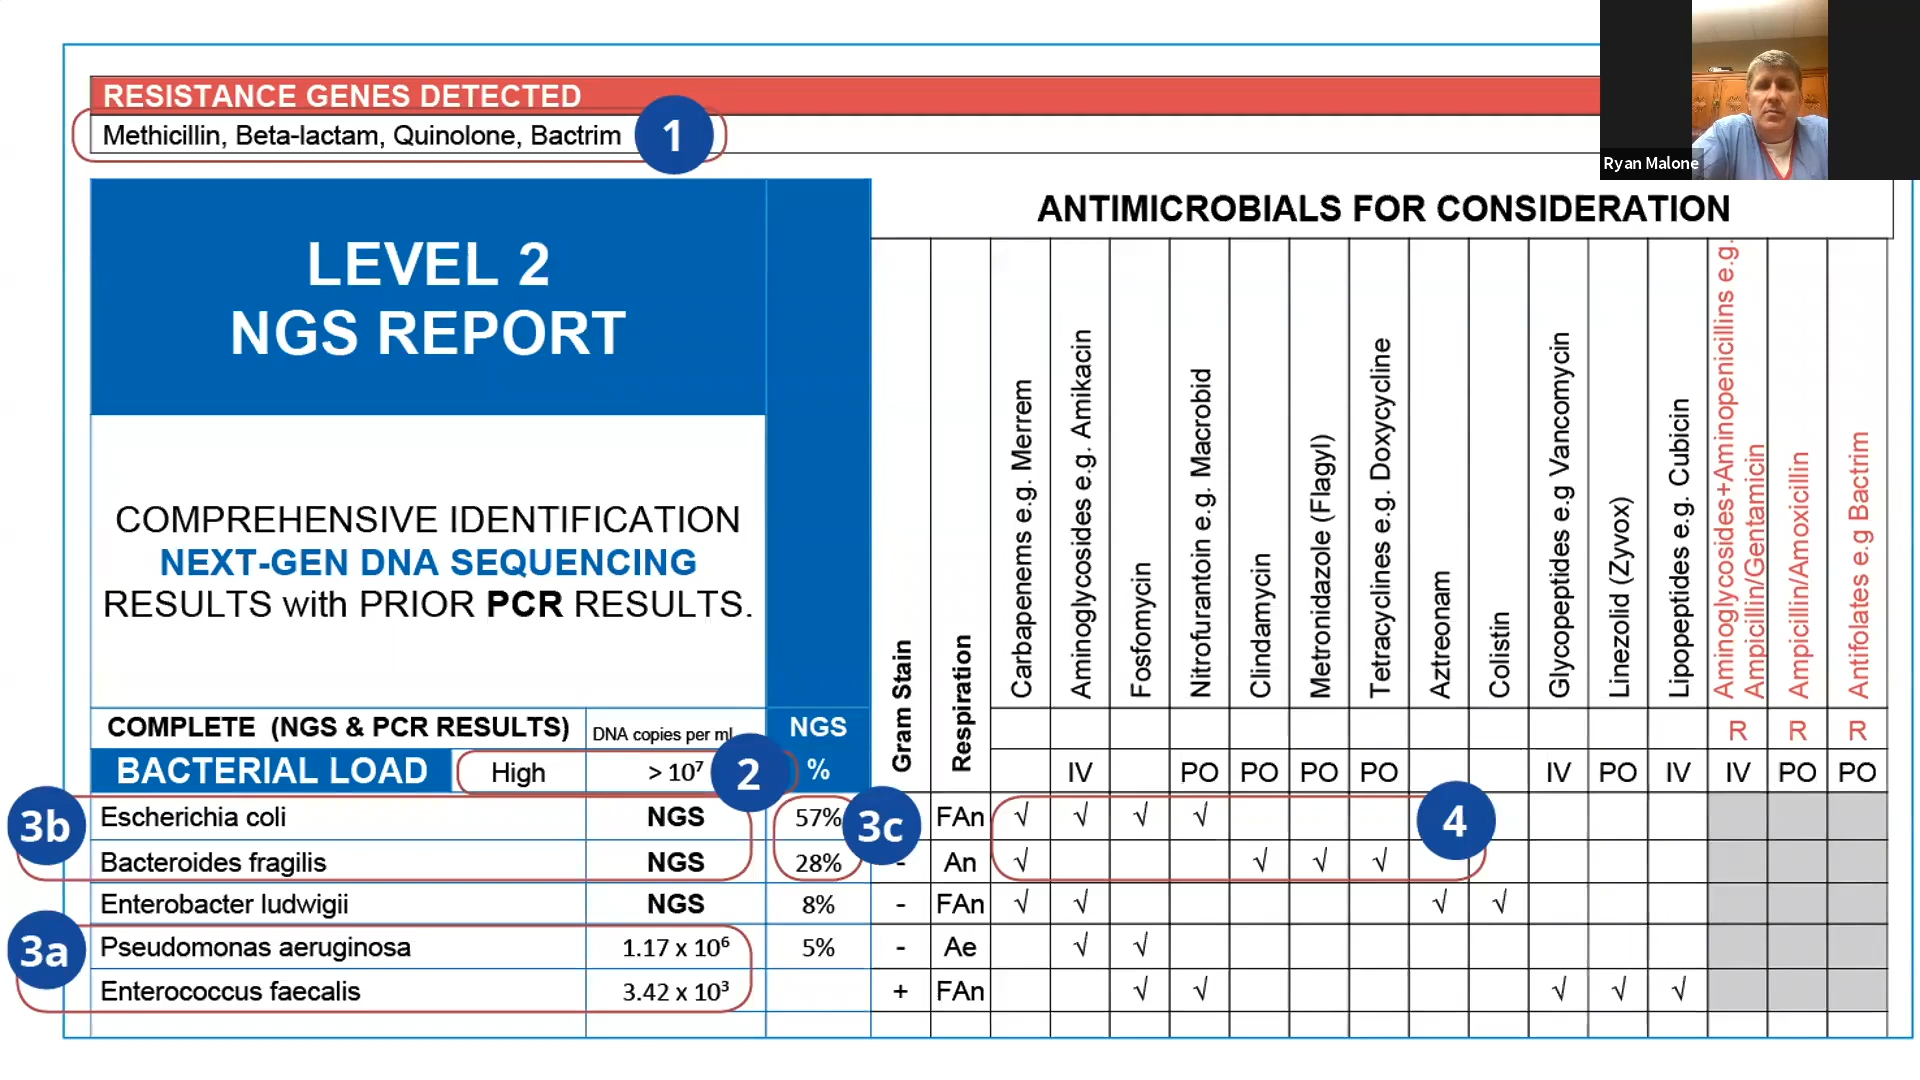 RESISTANCE GENES DETECTED
Methicillin, Beta-lactam, Quinolone, Bactrim
1
Ryan Malone
LEVEL 2
NGS REPORT
ANTIMICROBIALS FOR CONSIDERATION
COMPREHENSIVE IDENTIFICATION
NEXT-GEN DNA SEQUENCING
RESULTS with PRIOR PCR RESULTS.
Gram Stain
Respiration
Carbapenems e.g. Merrem
Aminoglycosides e.g. Amikacin
Fosfomycin
Nitrofurantoin e.g. Macrobid
Clindamycin
Metronidazole (Flagyl)
Tetracyclines e.g. Doxycycline
Aztreonam
Colistin
Glycopeptides e.g Vancomycin
Linezolid (Zyvox)
Lipopeptides e.g. Cubicin
Aminoglycosides+Aminopenicillins e.g.
Ampicillin/Gentamicin
Ampicillin/Amoxicillin
Antifolates e.g Bactrim
COMPLETE (NGS & PCR RESULTS) DNA copies per ml NGS R R R
BACTERIAL LOAD High > 10⁷ 2 % IV PO PO PO PO IV PO IV IV PO PO
3b Escherichia coli NGS 57% 3c FAn √ √ √ √ 4
Bacteroides fragilis NGS 28% - An √ √ √ √
Enterobacter ludwigii NGS 8% - FAn √ √ √ √
3a Pseudomonas aeruginosa 1.17 x 10⁶ 5% - Ae √ √
Enterococcus faecalis 3.42 x 10³ + FAn √ √ √ √ √